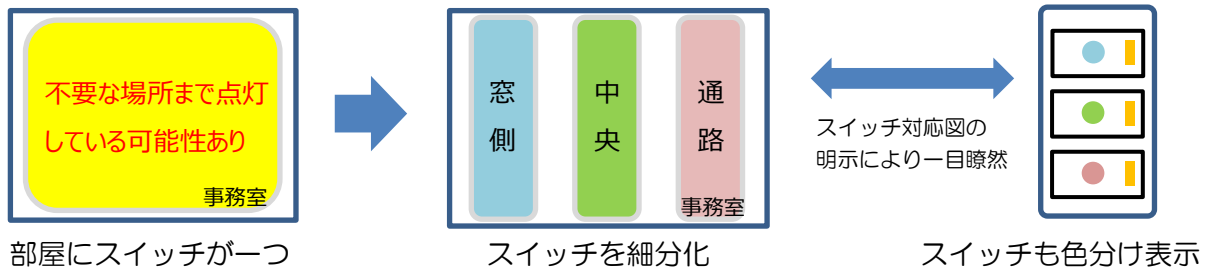 不要な場所まで点灯
している可能性あり
事務室
部屋にスイッチが一つ
窓側
中央
通路
事務室
スイッチを細分化
スイッチ対応図の
明示により一目瞭然
スイッチも色分け表示